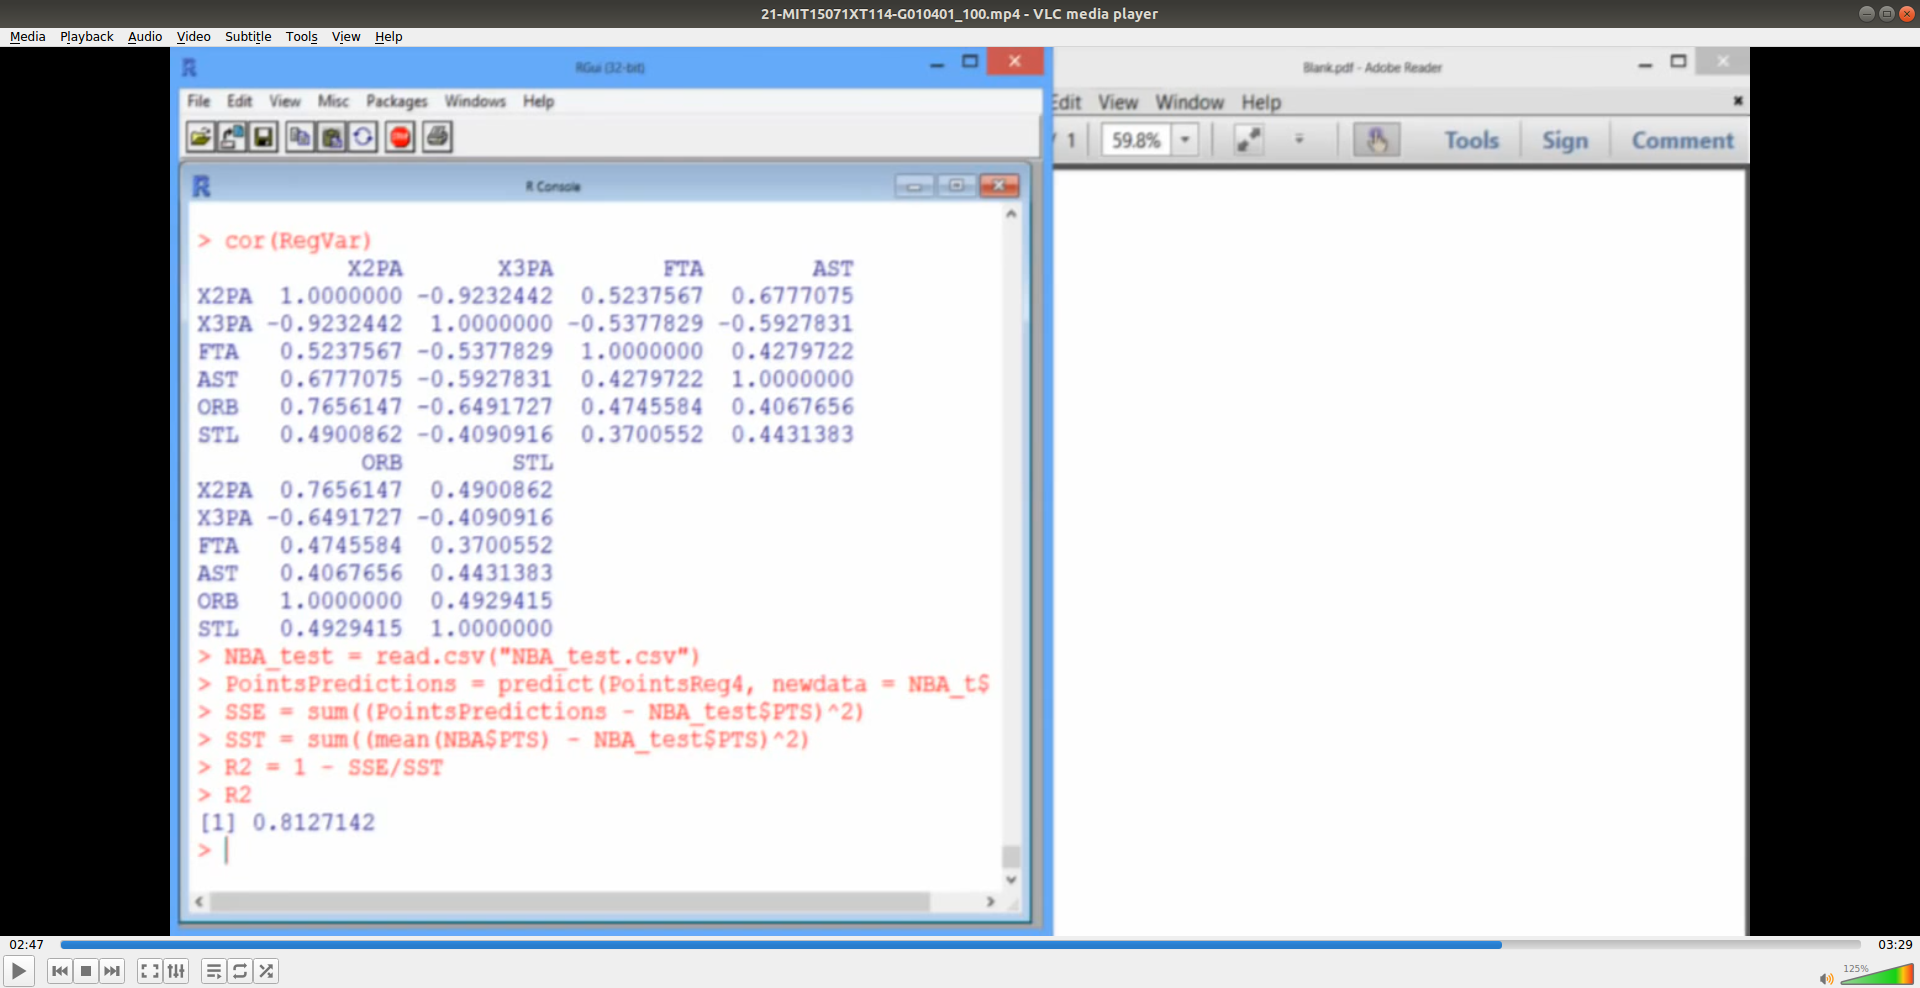 21-MIT15071XT114-G010401_100.mp4 - VLC media player
Media Playback Audio Video Subtitle Tools View Help
RGui (32-bit)
File Edit View Misc Packages Windows Help
R Console
> cor(RegVar)
X2PA X3PA FTA AST
X2PA 1.0000000 -0.9232442 0.5237567 0.6777075
X3PA -0.9232442 1.0000000 -0.5377829 -0.5927831
FTA 0.5237567 -0.5377829 1.0000000 0.4279722
AST 0.6777075 -0.5927831 0.4279722 1.0000000
ORB 0.7656147 -0.6491727 0.4745584 0.4067656
STL 0.4900862 -0.4090916 0.3700552 0.4431383
ORB STL
X2PA 0.7656147 0.4900862
X3PA -0.6491727 -0.4090916
FTA 0.4745584 0.3700552
AST 0.4067656 0.4431383
ORB 1.0000000 0.4929415
STL 0.4929415 1.0000000
> NBA_test = read.csv("NBA_test.csv")
> PointsPredictions = predict(PointsReg4, newdata = NBA_t$
> SSE = sum((PointsPredictions - NBA_test$PTS)^2)
> SST = sum((mean(NBA$PTS) - NBA_test$PTS)^2)
> R2 = 1 - SSE/SST
> R2
[1] 0.8127142
>
Blank.pdf - Adobe Reader
Edit View Window Help
/ 1 59.8% Tools Sign Comment
02:47 03:29
125%